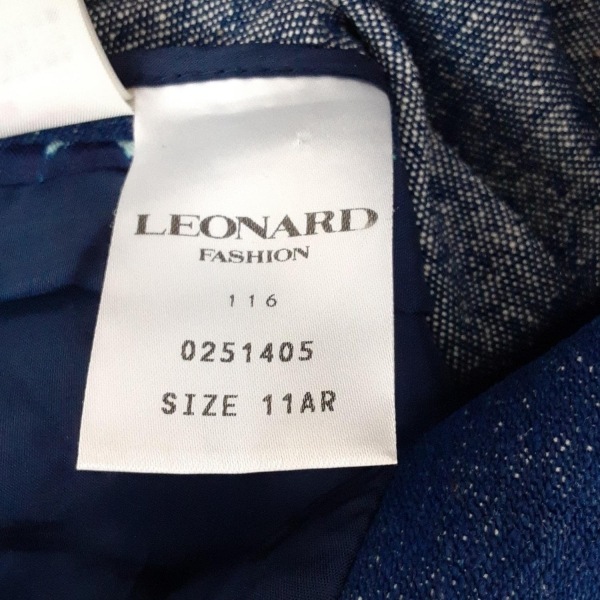 LEONARD
FASHION
116
0251405
SIZE 11AR